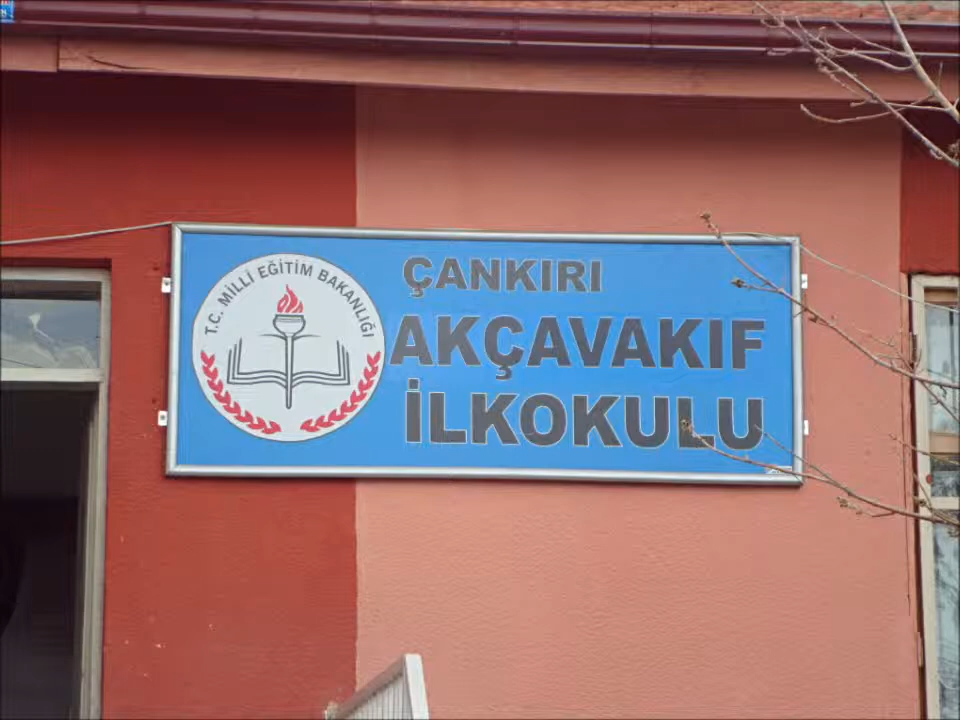 T.C. MİLLİ EĞİTİM BAKANLIĞI
ÇANKIRI
AKÇAVAKIF
İLKOKULU